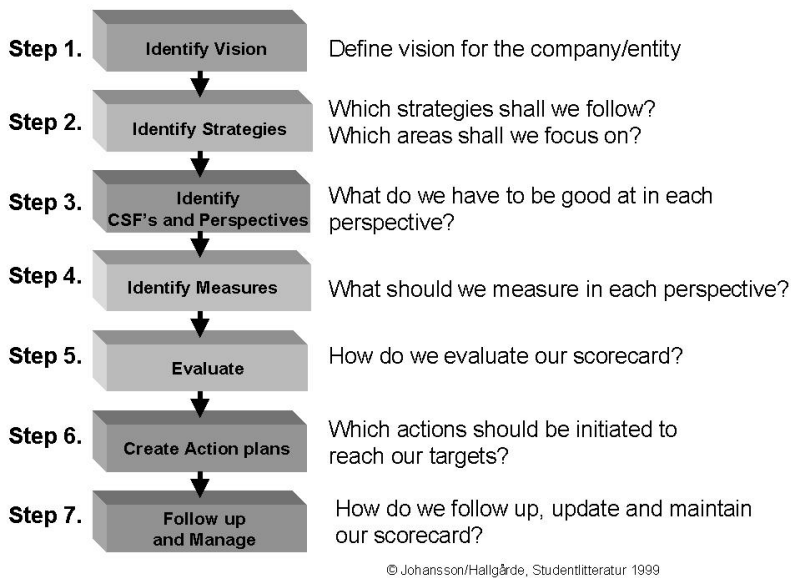 Step 1.
Identify Vision
Define vision for the company/entity
Step 2.
Identify Strategies
Which strategies shall we follow?
Which areas shall we focus on?
Step 3.
Identify
CSF's and Perspectives
What do we have to be good at in each
perspective?
Step 4.
Identify Measures
What should we measure in each perspective?
Step 5.
Evaluate
How do we evaluate our scorecard?
Step 6.
Create Action plans
Which actions should be initiated to
reach our targets?
Step 7.
Follow up
and Manage
How do we follow up, update and maintain
our scorecard?
© Johansson/Hallgårde, Studentlitteratur 1999